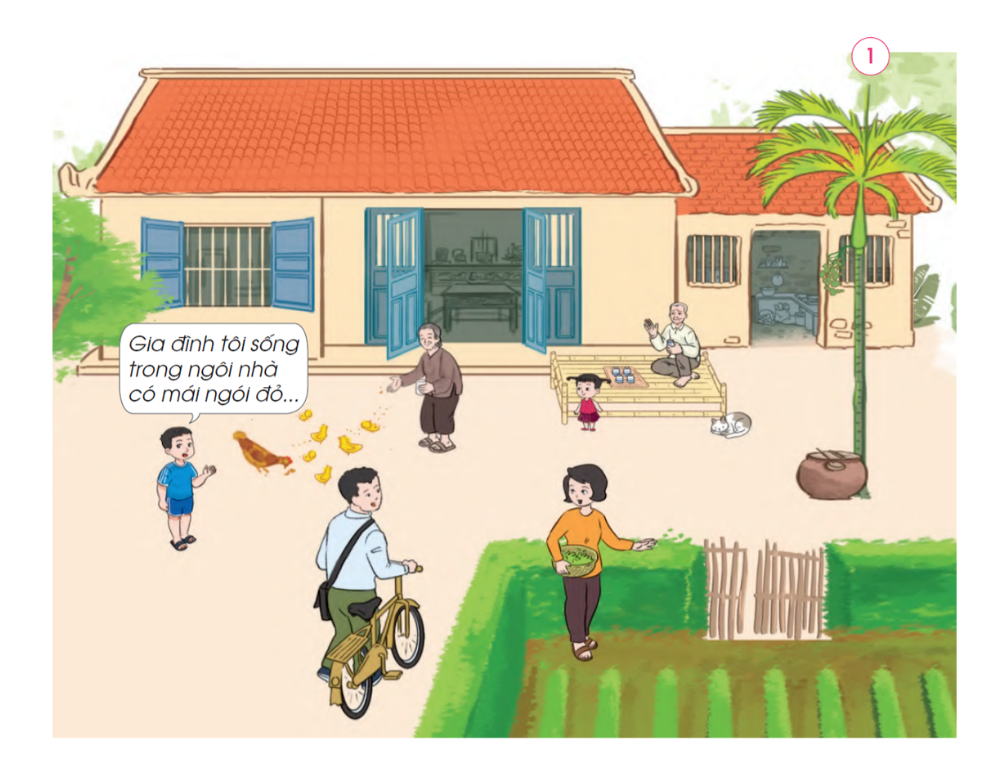 1
Gia đình tôi sống
trong ngôi nhà
có mái ngói đỏ...